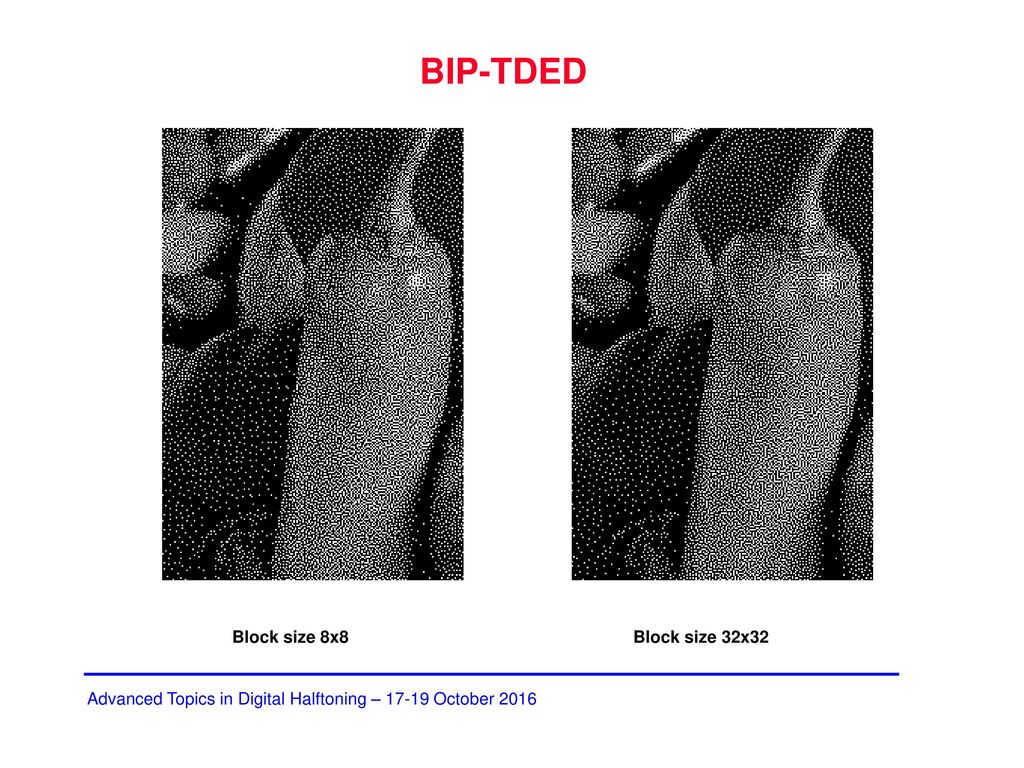 BIP-TDED
Block size 8x8
Block size 32x32
Advanced Topics in Digital Halftoning – 17-19 October 2016